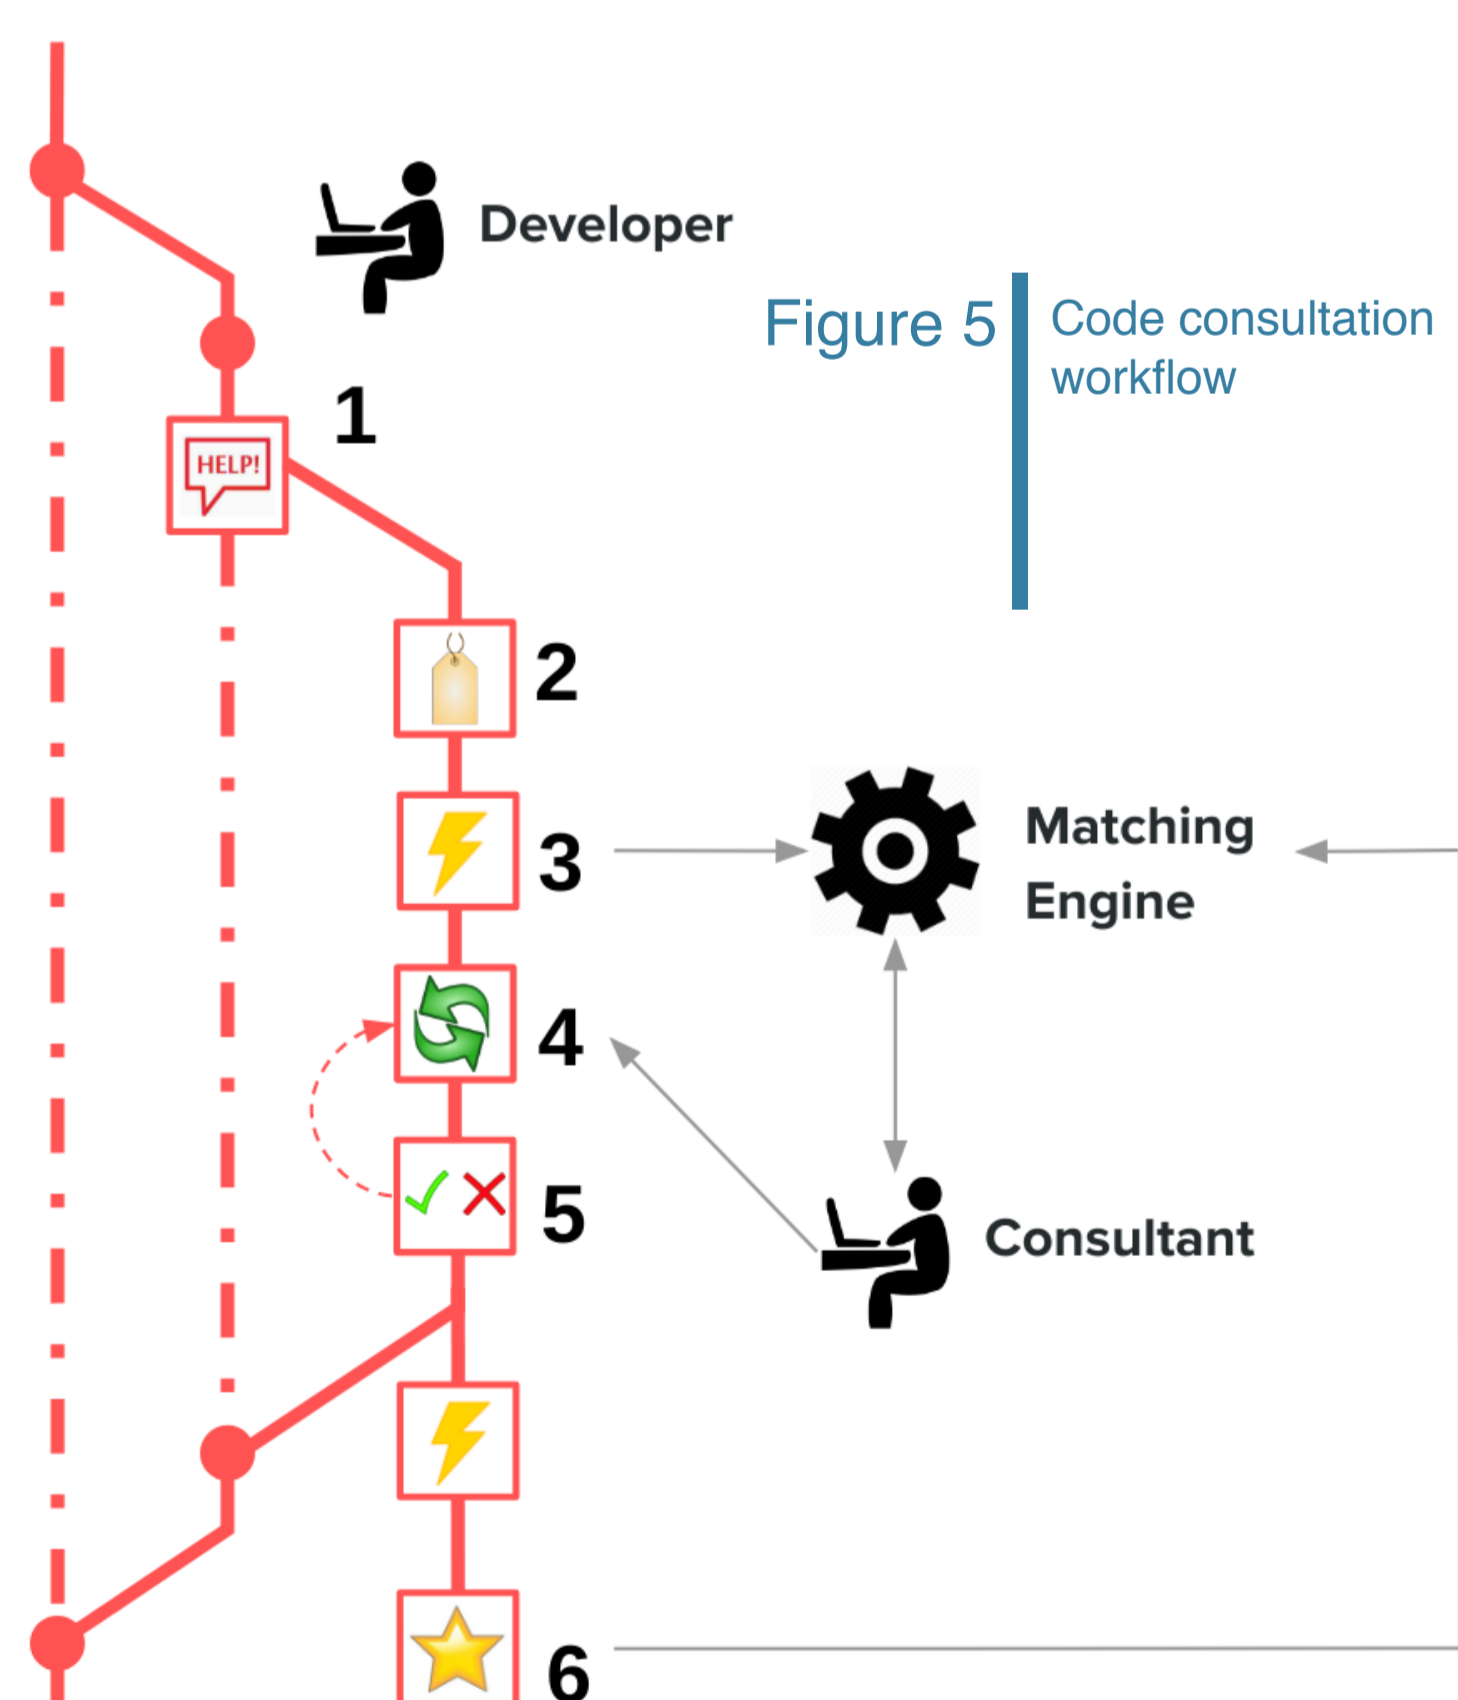 Developer
Figure 5
Code consultation
workflow
1
HELP!
2
3
Matching
Engine
4
5
Consultant
6